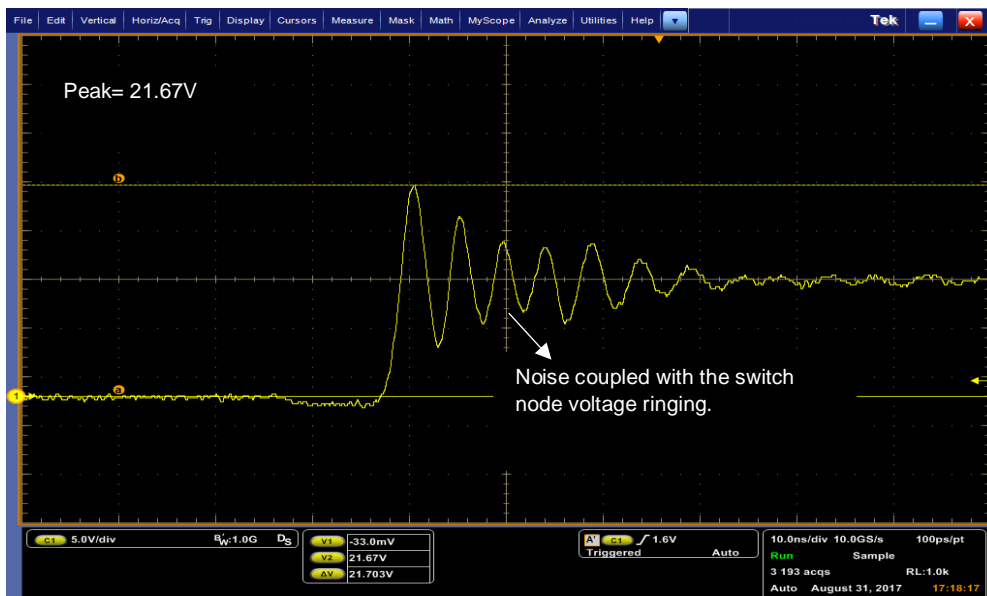 File Edit Vertical Horiz/Acq Trig Display Cursors Measure Mask Math MyScope Analyze Utilities Help Tek X
Peak= 21.67V
b
a
1
Noise coupled with the switch
node voltage ringing.
C1 5.0V/div BW:1.0G DS
V1 -33.0mV
V2 21.67V
ΔV 21.703V
A' C1 1.6V
Triggered Auto
10.0ns/div 10.0GS/s 100ps/pt
Run Sample
3 193 acqs RL:1.0k
Auto August 31, 2017 17:18:17